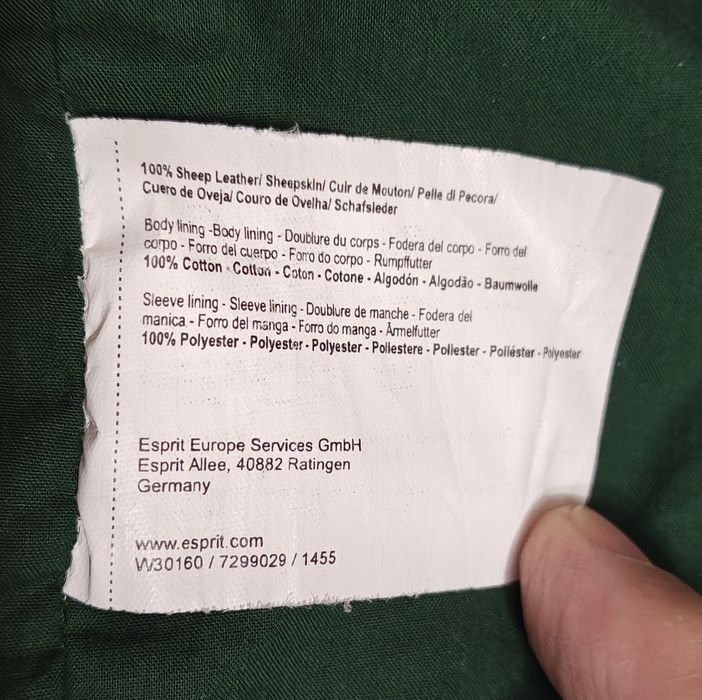 100% Sheep Leather/ Sheepskin/ Cuir de Mouton/ Pelle di Pecora/
Cuero de Oveja/ Couro de Ovelha/ Schafsleder
Body lining -Body lining - Doublure du corps - Fodera del corpo - Forro del
corpo - Forro del cuerpo - Forro do corpo - Rumpffutter
100% Cotton - Cotton - Coton - Cotone - Algodón - Algodão - Baumwolle
Sleeve lining - Sleeve lining - Doublure de manche - Fodera del
manica - Forro del manga - Forro do manga - Ärmelfutter
100% Polyester - Polyester - Polyester - Poliestere - Poliester - Poliéster - Polyester
Esprit Europe Services GmbH
Esprit Allee, 40882 Ratingen
Germany
www.esprit.com
W30160 / 7299029 / 1455